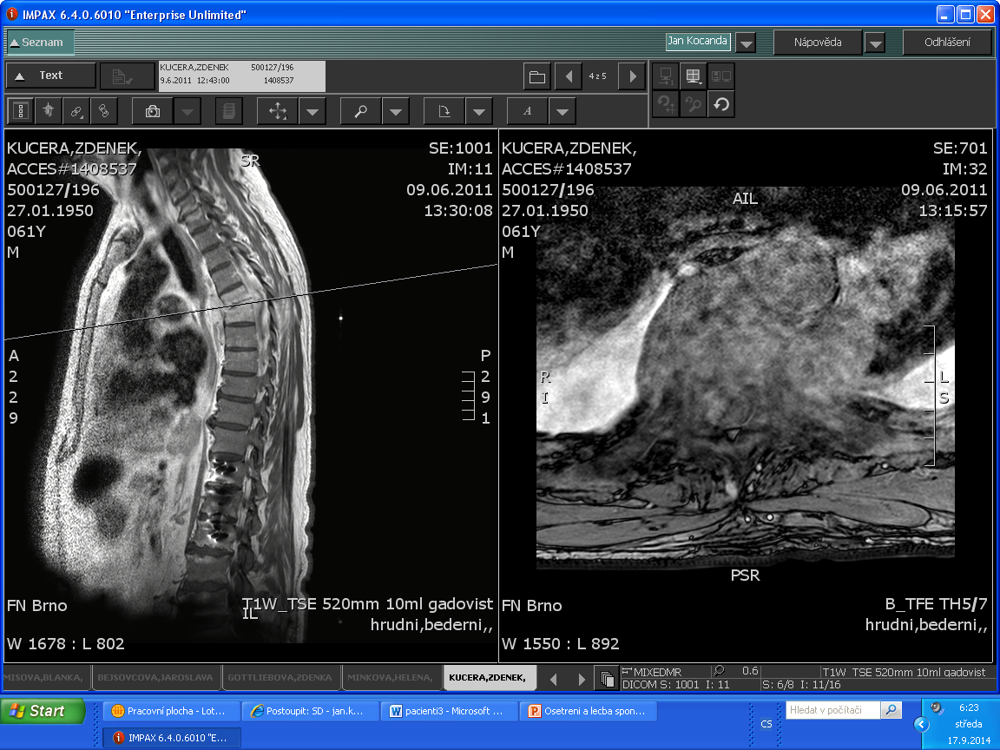 IMPAX 6.4.0.6010 "Enterprise Unlimited"
Seznam
Jan Kocanda
Nápověda
Odhlášení
Text
KUCERA,ZDENEK 500127/196
9.6.2011 12:43:00 1408537
4 z 5
A
KUCERA,ZDENEK,
ACCES#1408537
500127/196
27.01.1950
061Y
M
SR
SE:1001
IM:11
09.06.2011
13:30:08
A
2
2
9
P
2
9
1
FN Brno
T1W_TSE 520mm 10ml gadovist
IL
hrudni,bederni,,
W 1678 : L 802
KUCERA,ZDENEK,
ACCES#1408537
500127/196
27.01.1950
061Y
M
AIL
SE:701
IM:32
09.06.2011
13:15:57
R
I
L
S
PSR
FN Brno
B_TFE TH5/7
hrudni,bederni,,
W 1550 : L 892
MISOVA,BLANKA,
BEJSOVCOVA,JAROSLAVA
GOTTLIEBOVA,ZDENKA
MINKOVA,HELENA,
KUCERA,ZDENEK,
MIXEDMR 0.6 T1W TSE 520mm 10ml gadovist
DICOM S: 1001 I: 11 S: 6/8 I: 11/16
Start
Pracovní plocha - Lot...
Postoupit: SD - jan.k...
pacienti3 - Microsoft ...
Osetreni a lecba spon...
IMPAX 6.4.0.6010 "E...
CS
Hledat v počítači
6:23
středa
17.9.2014